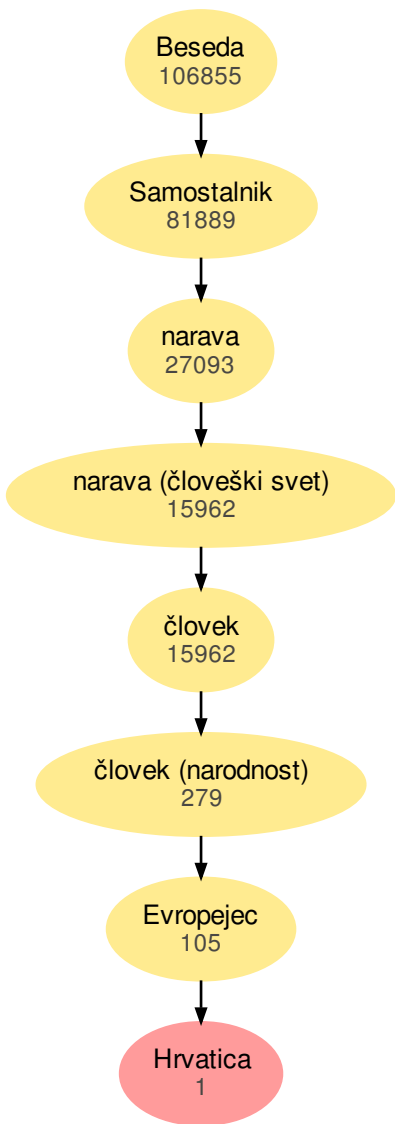 Beseda
106855
Samostalnik
81889
narava
27093
narava (človeški svet)
15962
človek
15962
človek (narodnost)
279
Evropejec
105
Hrvatica
1